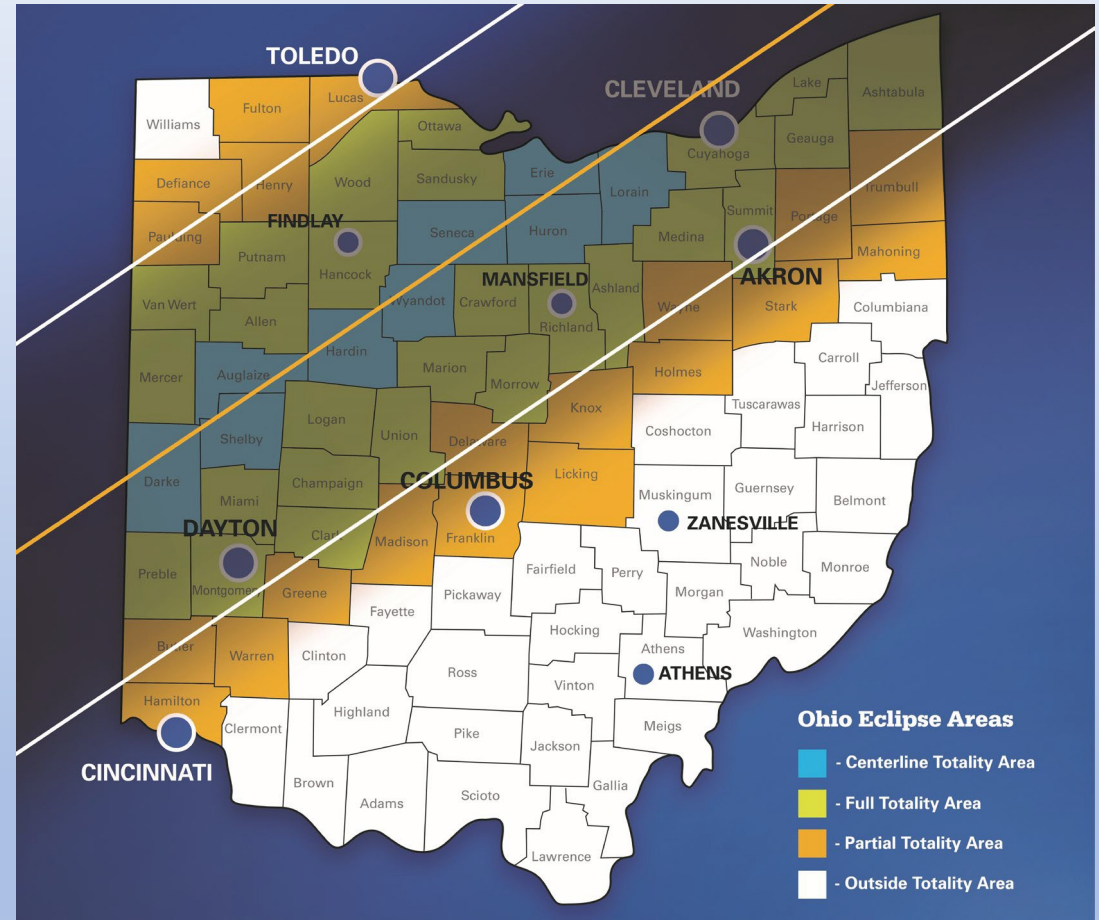 TOLEDO
CLEVELAND
Lake
Ashtabula
Fulton
Lucas
Williams
Ottawa
Geauga
Cuyahoga
Erie
Sandusky
Wood
Defiance
Henry
Lorain
Trumbull
Summit
Portage
FINDLAY
Seneca
Huron
Medina
Paulding
Putnam
Mahoning
Hancock
MANSFIELD
AKRON
Ashland
Van Wert
Wyandot
Crawford
Wayne
Stark
Columbiana
Allen
Richland
Hardin
Carroll
Mercer
Auglaize
Marion
Holmes
Morrow
Jefferson
Tuscarawas
Knox
Logan
Harrison
Union
Shelby
Delaware
Coshocton
Licking
COLUMBUS
Darke
Champaign
Guernsey
Muskingum
Miami
Belmont
DAYTON
ZANESVILLE
Clark
Madison
Franklin
Noble
Monroe
Fairfield
Perry
Preble
Montgomery
Greene
Pickaway
Morgan
Fayette
Hocking
Washington
Butler
Warren
Clinton
Athens
Ross
ATHENS
Vinton
Hamilton
Highland
Clermont
Meigs
Pike
Jackson
CINCINNATI
Brown
Adams
Scioto
Gallia
Lawrence
Ohio Eclipse Areas
- Centerline Totality Area
- Full Totality Area
- Partial Totality Area
- Outside Totality Area